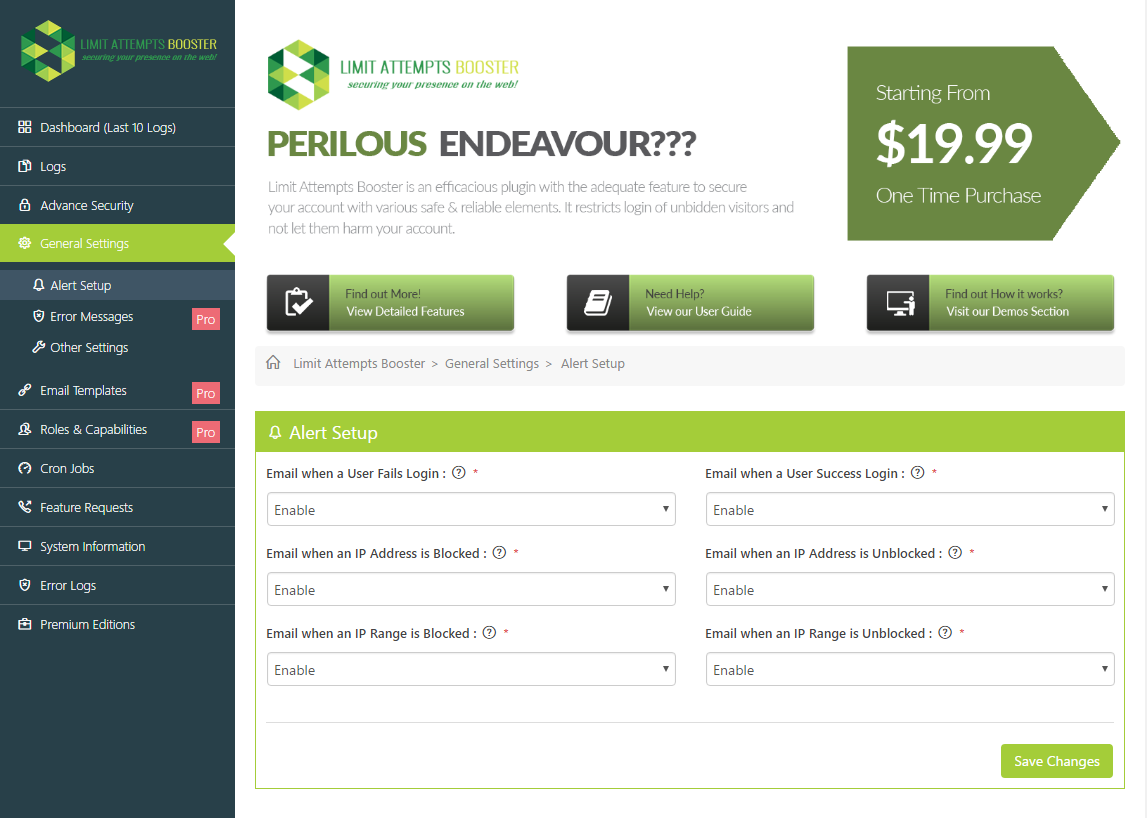 LIMIT ATTEMPTS BOOSTER
securing your presence on the web!
Dashboard (Last 10 Logs)
Logs
Advance Security
General Settings
Alert Setup
Error Messages
Pro
Other Settings
Email Templates
Pro
Roles & Capabilities
Pro
Cron Jobs
Feature Requests
System Information
Error Logs
Premium Editions
LIMIT ATTEMPTS BOOSTER
securing your presence on the web!
PERILOUS ENDEAVOUR???
Limit Attempts Booster is an efficacious plugin with the adequate feature to secure
your account with various safe & reliable elements. It restricts login of unbidden visitors and
not let them harm your account.
Starting From
$19.99
One Time Purchase
Find out More!
View Detailed Features
Need Help?
View our User Guide
Find out How it works?
Visit our Demos Section
Limit Attempts Booster > General Settings > Alert Setup
Alert Setup
Email when a User Fails Login : ? *
Enable
Email when a User Success Login : ? *
Enable
Email when an IP Address is Blocked : ? *
Enable
Email when an IP Address is Unblocked : ? *
Enable
Email when an IP Range is Blocked : ? *
Enable
Email when an IP Range is Unblocked : ? *
Enable
Save Changes